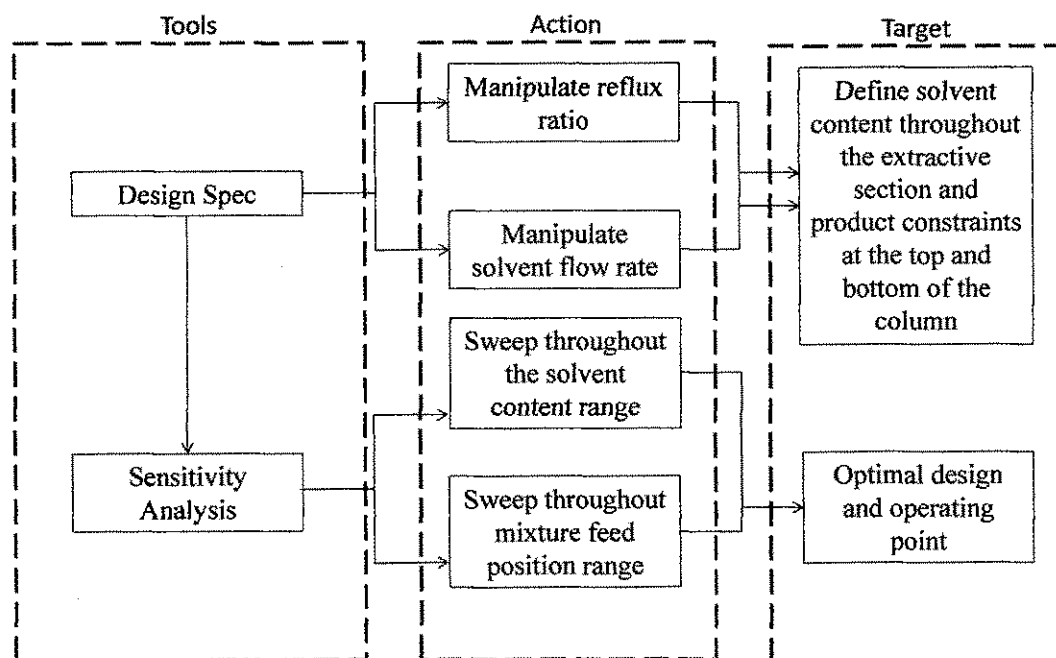 Tools
Action
Target
Design Spec
Sensitivity
Analysis
Manipulate reflux
ratio
Manipulate
solvent flow rate
Sweep throughout
the solvent
content range
Sweep throughout
mixture feed
position range
Define solvent
content throughout
the extractive
section and
product constraints
at the top and
bottom of the
column
Optimal design
and operating
point